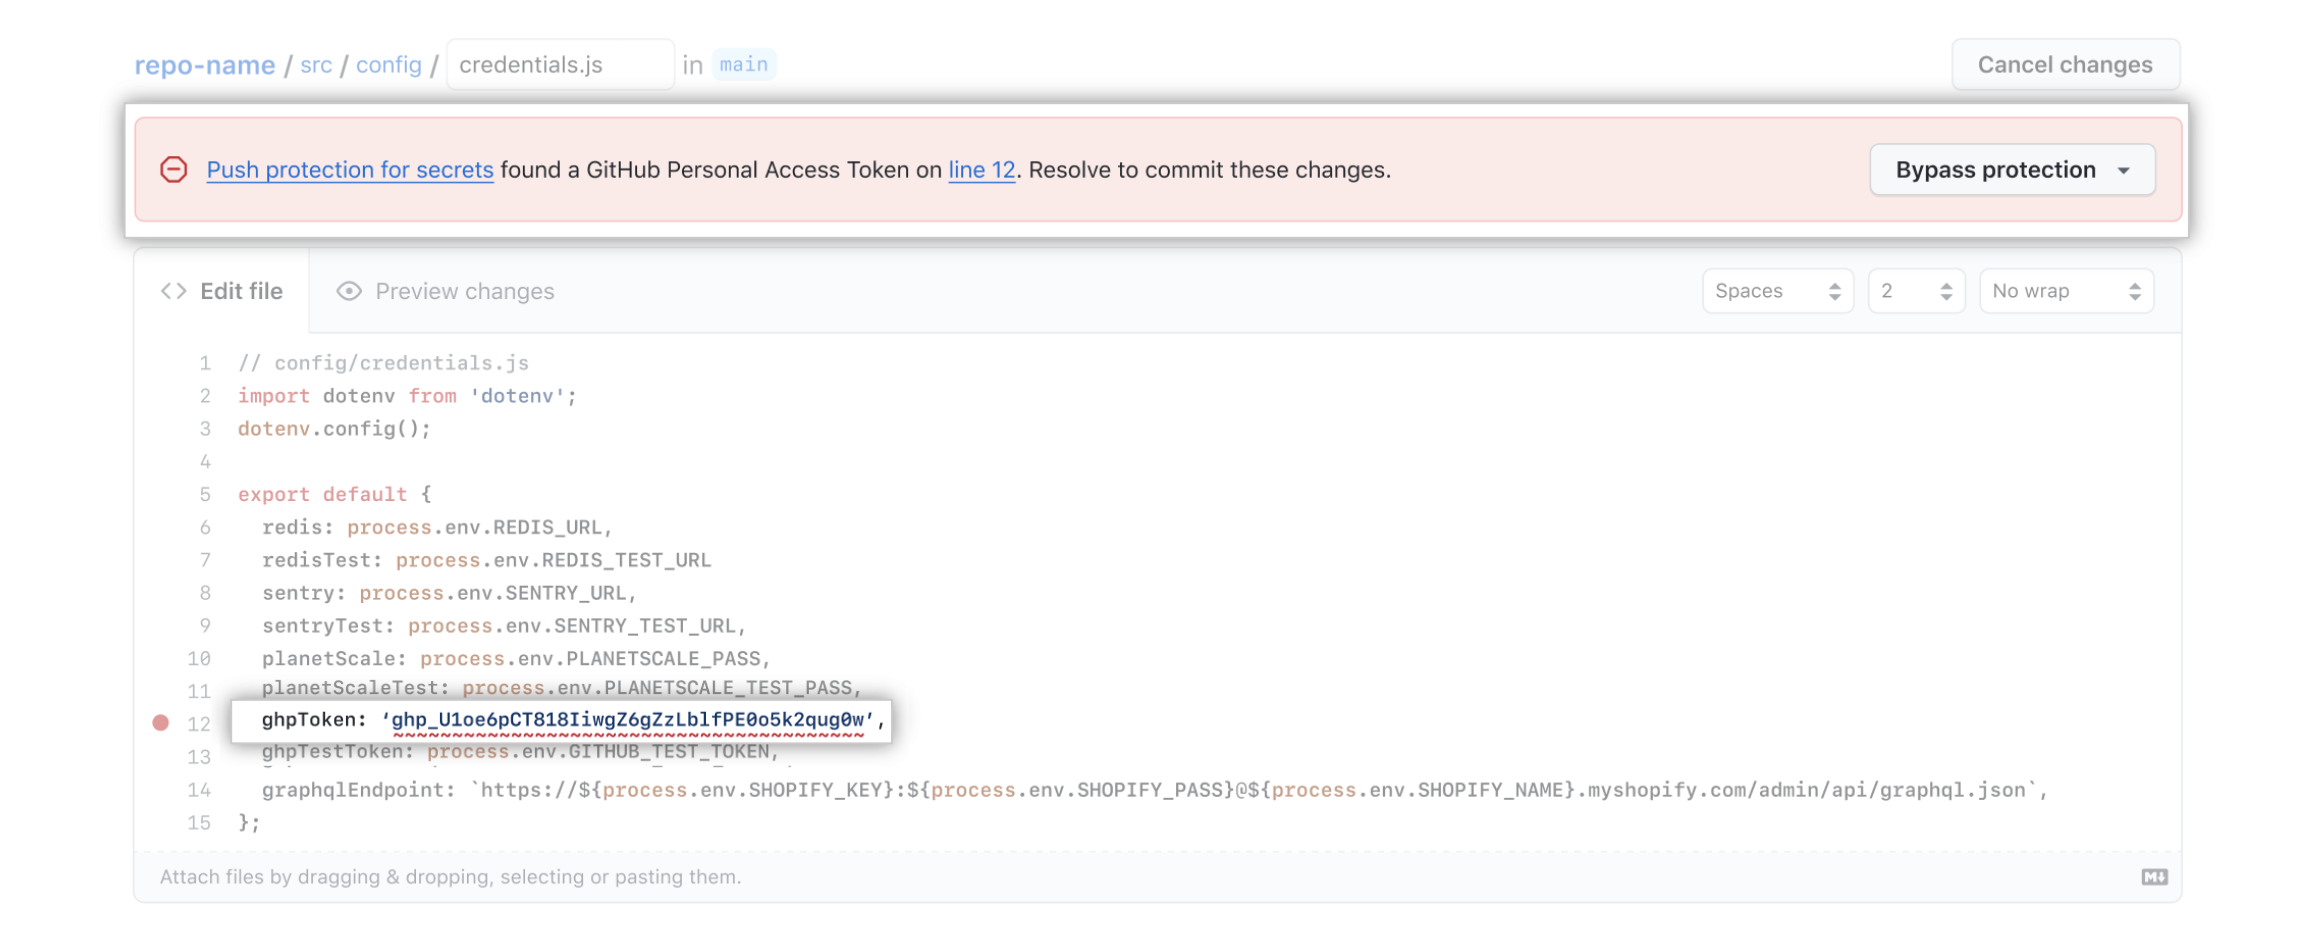 repo-name / src / config / credentials.js in main Cancel changes
Push protection for secrets found a GitHub Personal Access Token on line 12. Resolve to commit these changes. Bypass protection
<> Edit file Preview changes Spaces 2 No wrap
1 // config/credentials.js
2 import dotenv from 'dotenv';
3 dotenv.config();
4
5 export default {
6 redis: process.env.REDIS_URL,
7 redisTest: process.env.REDIS_TEST_URL
8 sentry: process.env.SENTRY_URL,
9 sentryTest: process.env.SENTRY_TEST_URL,
10 planetScale: process.env.PLANETSCALE_PASS,
11 planetScaleTest: process.env.PLANETSCALE_TEST_PASS,
12 ghpToken: ‘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’,
13 ghpTestToken: process.env.GITHUB_TEST_TOKEN,
14 graphqlEndpoint: `https://${process.env.SHOPIFY_KEY}:${process.env.SHOPIFY_PASS}@${process.env.SHOPIFY_NAME}.myshopify.com/admin/api/graphql.json`,
15 };
Attach files by dragging & dropping, selecting or pasting them. M↓